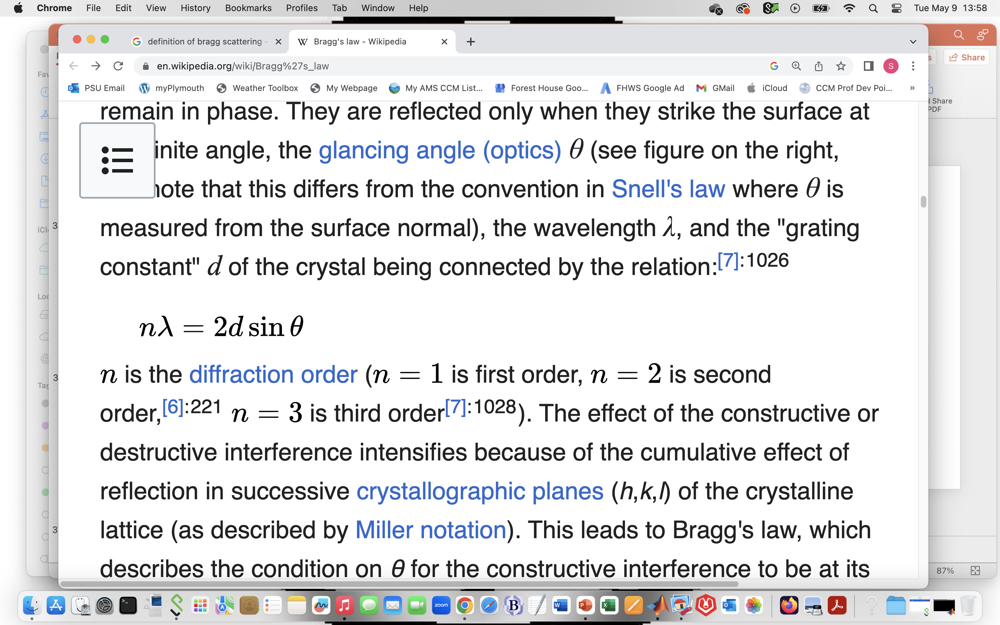 Chrome File Edit View History Bookmarks Profiles Tab Window Help Tue May 9 13:58
definition of bragg scattering - Bragg's law - Wikipedia
en.wikipedia.org/wiki/Bragg%27s_law S
Share
PSU Email myPlymouth Weather Toolbox My Webpage My AMS CCM List... Forest House Goo... FHWS Google Ad GMail iCloud CCM Prof Dev Poi... »
Share
PDF
Fav
iClo
Loc
Tag
remain in phase. They are reflected only when they strike the surface at
inite angle, the glancing angle (optics) θ (see figure on the right,
note that this differs from the convention in Snell's law where θ is
measured from the surface normal), the wavelength λ, and the "grating
constant" d of the crystal being connected by the relation:[7]:1026
nλ = 2d sin θ
n is the diffraction order (n = 1 is first order, n = 2 is second
order,[6]:221 n = 3 is third order[7]:1028). The effect of the constructive or
destructive interference intensifies because of the cumulative effect of
reflection in successive crystallographic planes (h,k,l) of the crystalline
lattice (as described by Miller notation). This leads to Bragg's law, which
describes the condition on θ for the constructive interference to be at its
87%
zoom